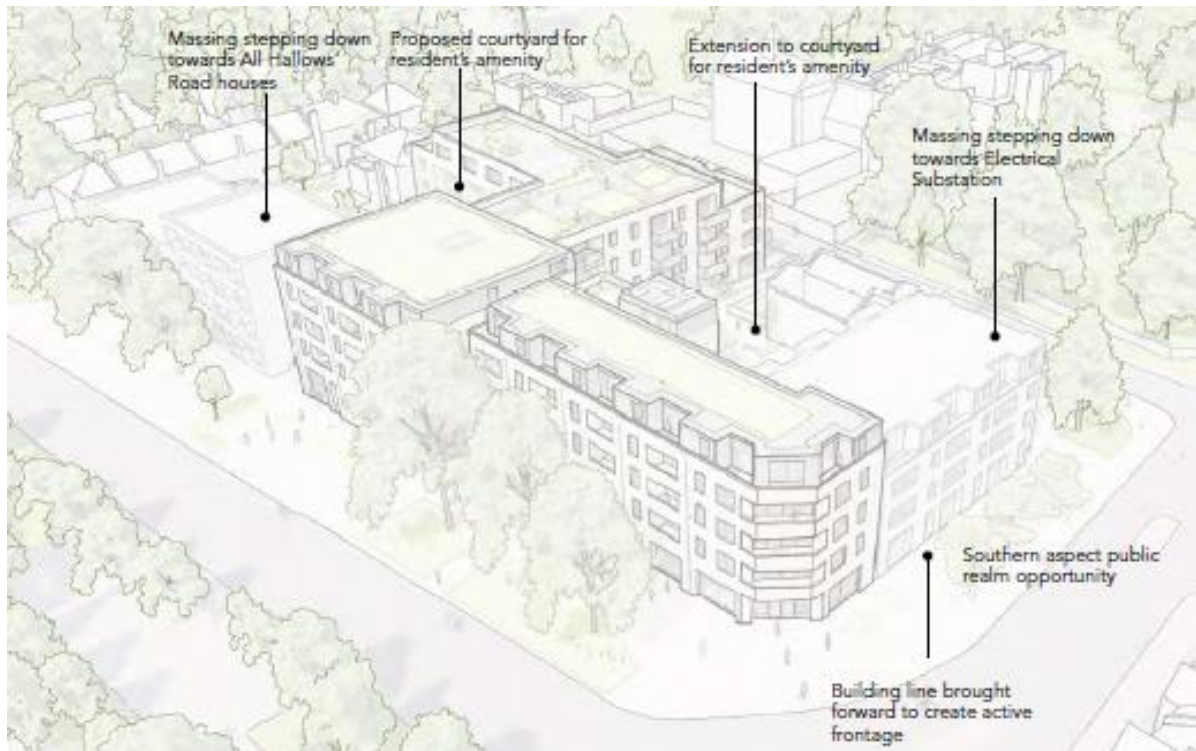 Massing stepping down
towards All Hallows
Road houses
Proposed courtyard for
resident's amenity
Extension to courtyard
for resident's amenity
Massing stepping down
towards Electrical
Substation
Southern aspect public
realm opportunity
Building line brought
forward to create active
frontage